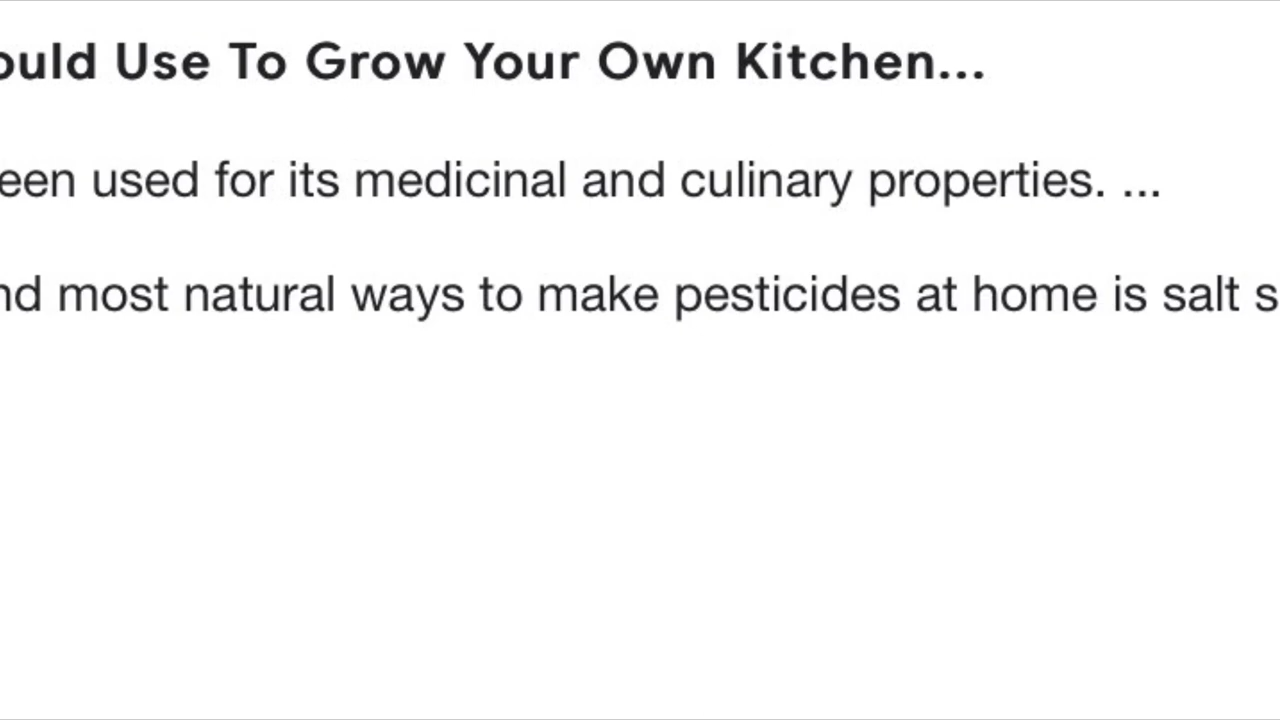 ould Use To Grow Your Own Kitchen...
een used for its medicinal and culinary properties. ...
nd most natural ways to make pesticides at home is salt s